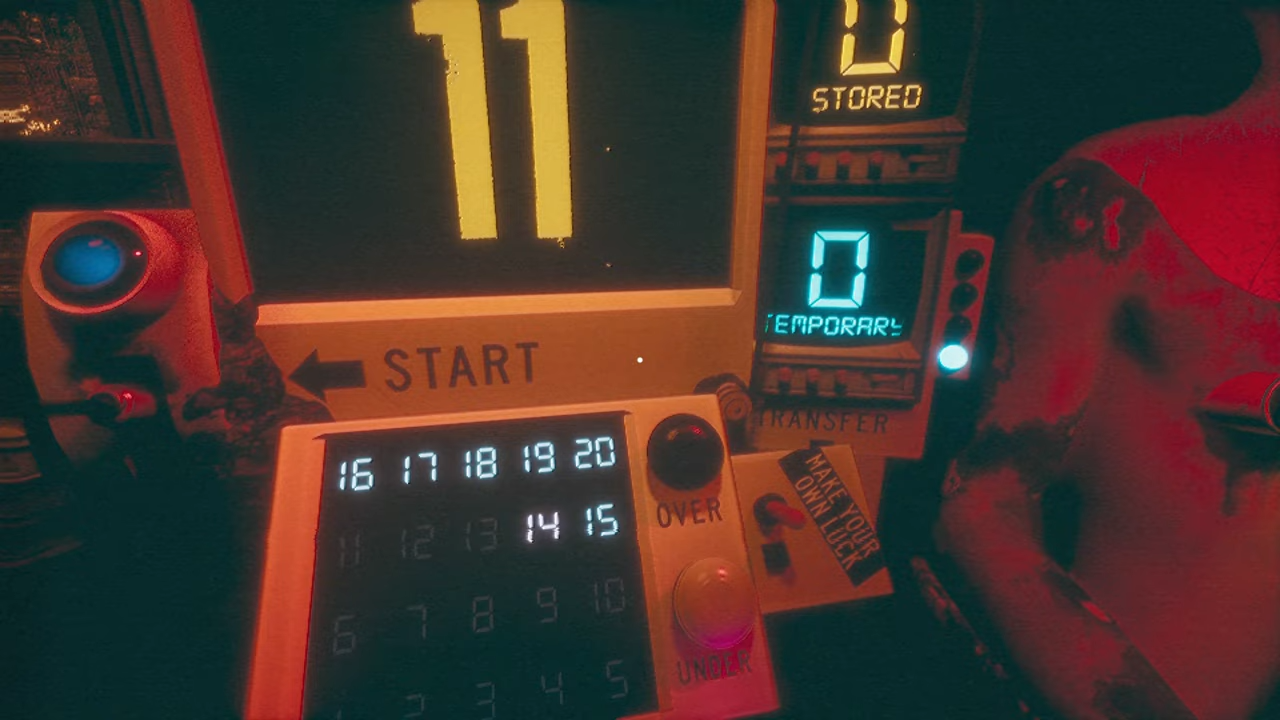 11
0
STORED
0
TEMPORARY
START
TRANSFER
MAKE YOUR
OWN LUCK
16 17 18 19 20
11 12 13 14 15
6 7 8 9 10
2 3 4 5
OVER
UNDER